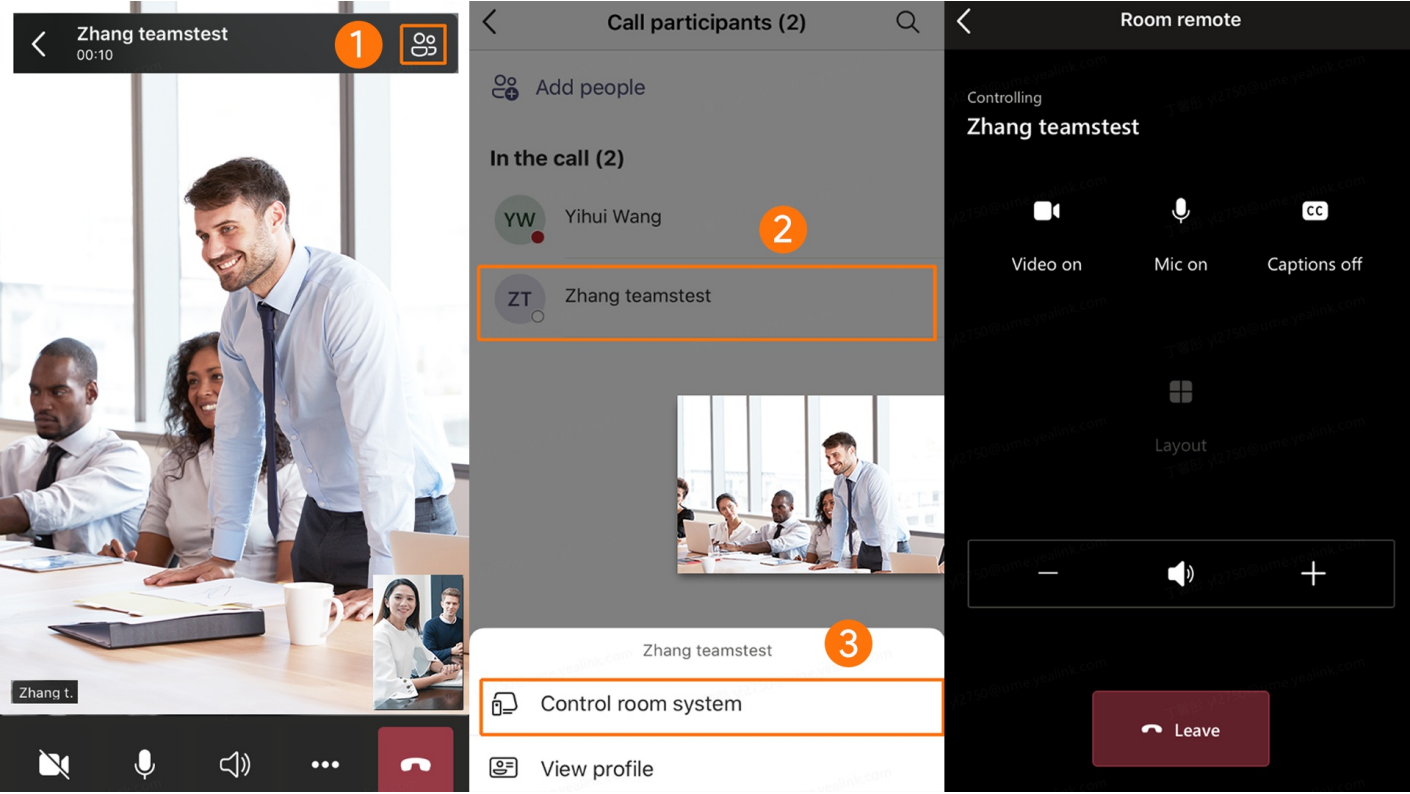 Zhang teamstest
00:10
1
Zhang t.
Call participants (2)
Add people
In the call (2)
YW
Yihui Wang
2
ZT
Zhang teamstest
Zhang teamstest
3
Control room system
View profile
Room remote
Controlling
Zhang teamstest
Video on
Mic on
CC
Captions off
Layout
Leave